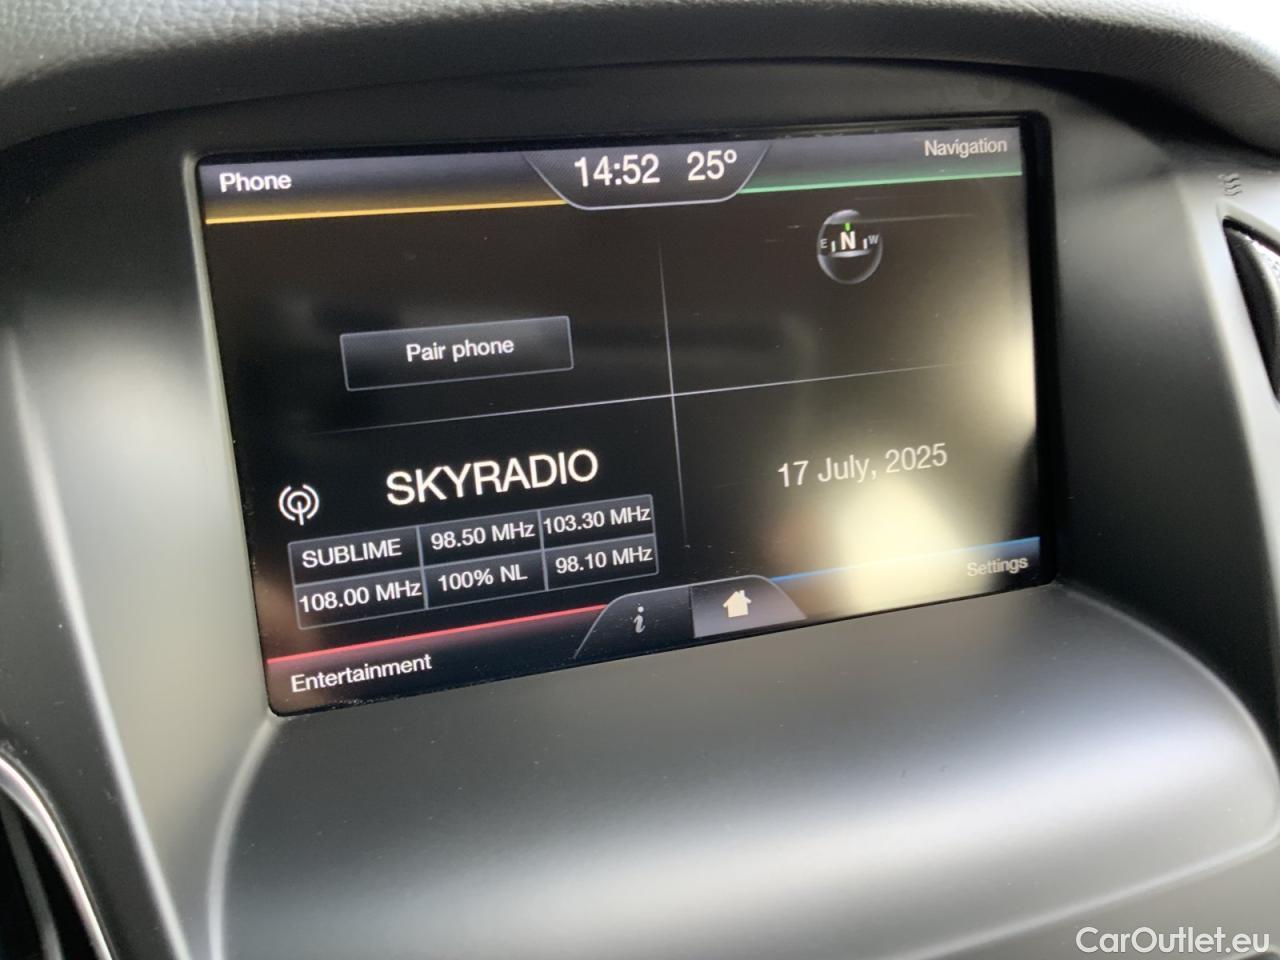 Phone
14:52 25º
Navigation
E N W
Pair phone
SKYRADIO
SUBLIME 98.50 MHz 103.30 MHz
108.00 MHz 100% NL 98.10 MHz
17 July, 2025
i
Entertainment
Settings
CarOutlet.eu